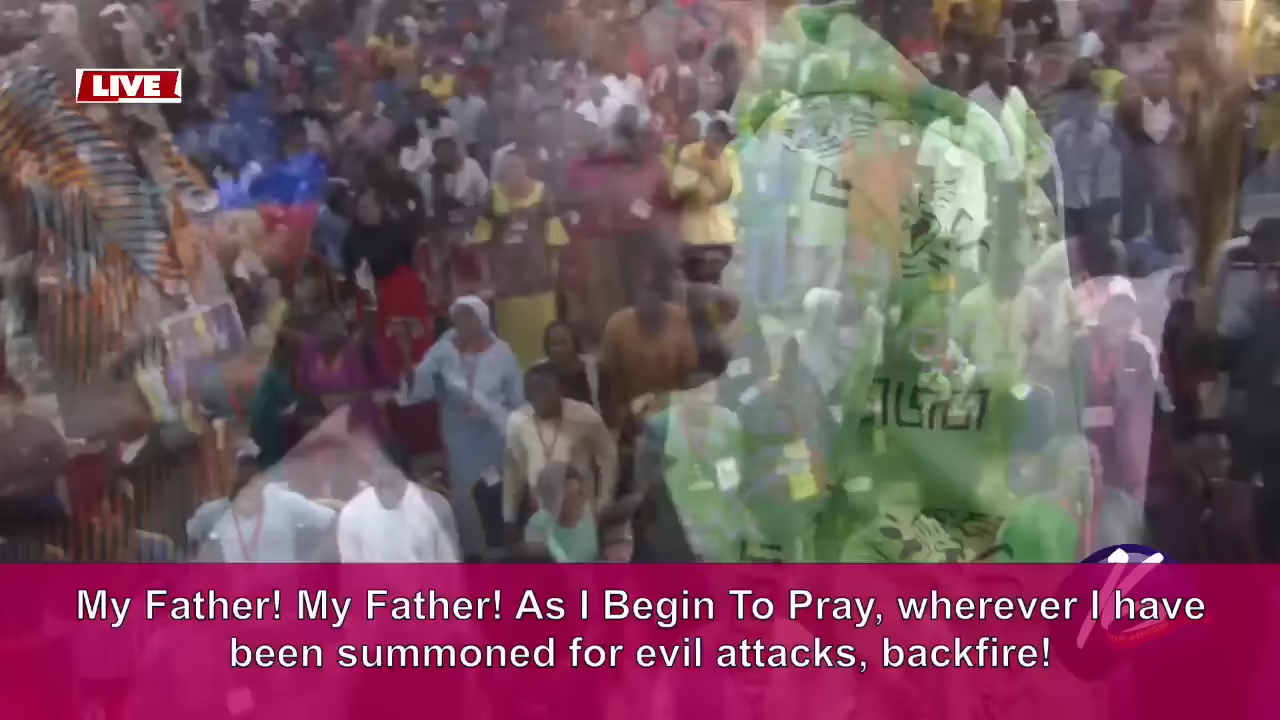 LIVE
My Father! My Father! As I Begin To Pray, wherever I have
been summoned for evil attacks, backfire!